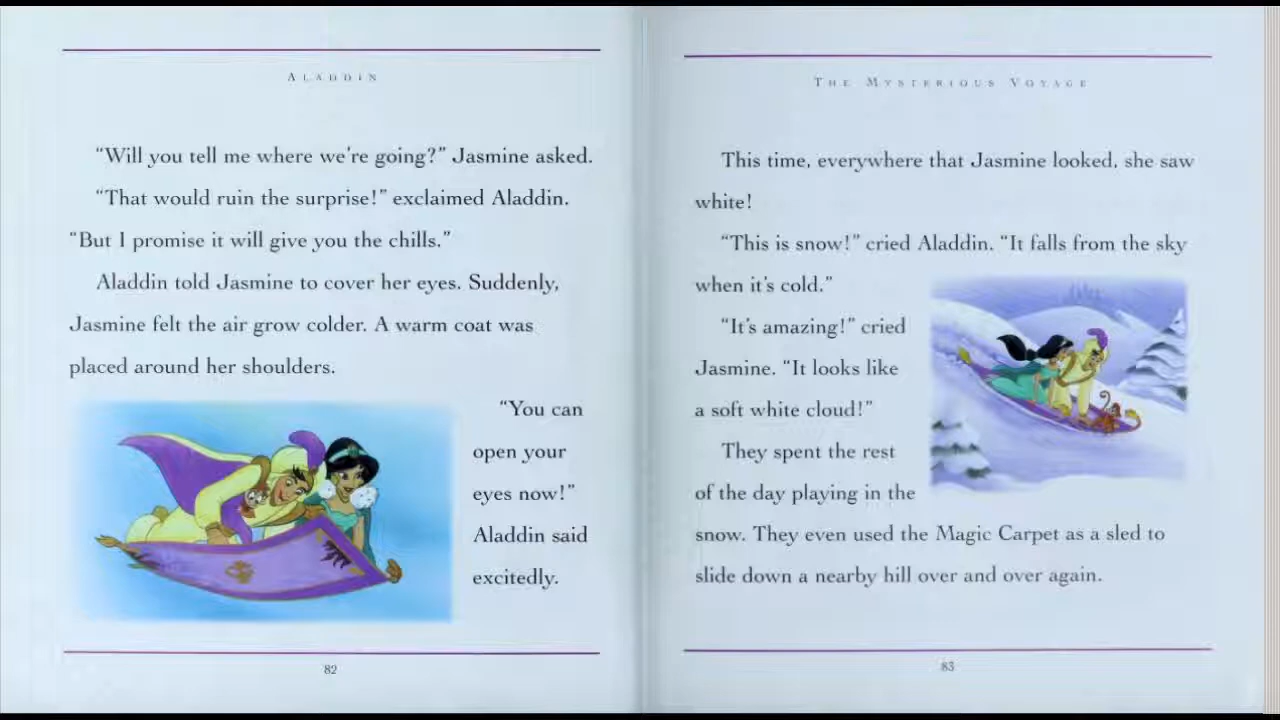 ALADDIN
“Will you tell me where we’re going?” Jasmine asked.
“That would ruin the surprise!” exclaimed Aladdin.
“But I promise it will give you the chills.”
Aladdin told Jasmine to cover her eyes. Suddenly,
Jasmine felt the air grow colder. A warm coat was
placed around her shoulders.
“You can
open your
eyes now!”
Aladdin said
excitedly.
82
THE MYSTERIOUS VOYAGE
This time, everywhere that Jasmine looked, she saw
white!
“This is snow!” cried Aladdin. “It falls from the sky
when it’s cold.”
“It’s amazing!” cried
Jasmine. “It looks like
a soft white cloud!”
They spent the rest
of the day playing in the
snow. They even used the Magic Carpet as a sled to
slide down a nearby hill over and over again.
83